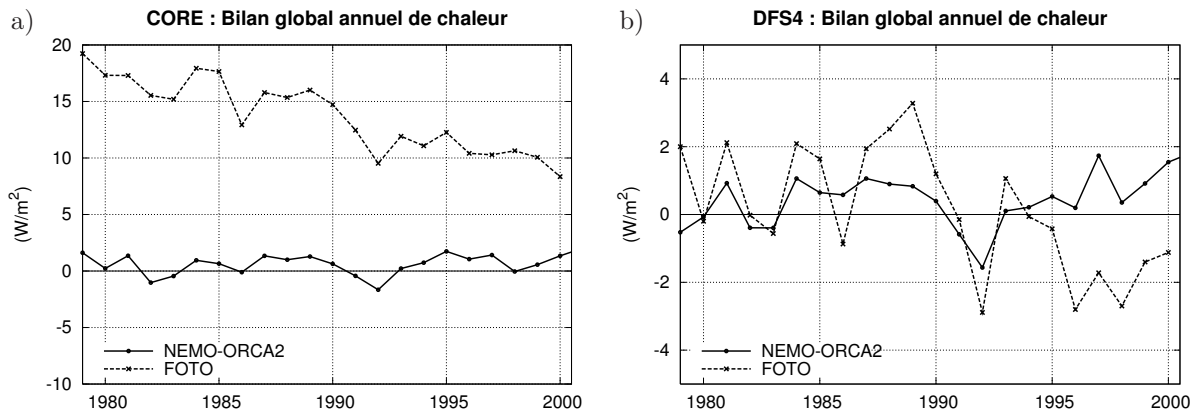 a)
CORE : Bilan global annuel de chaleur
20
15
10
5
0
-5
-10
(W/m²)
NEMO-ORCA2
FOTO
1980
1985
1990
1995
2000
b)
DFS4 : Bilan global annuel de chaleur
4
2
0
-2
-4
(W/m²)
NEMO-ORCA2
FOTO
1980
1985
1990
1995
2000